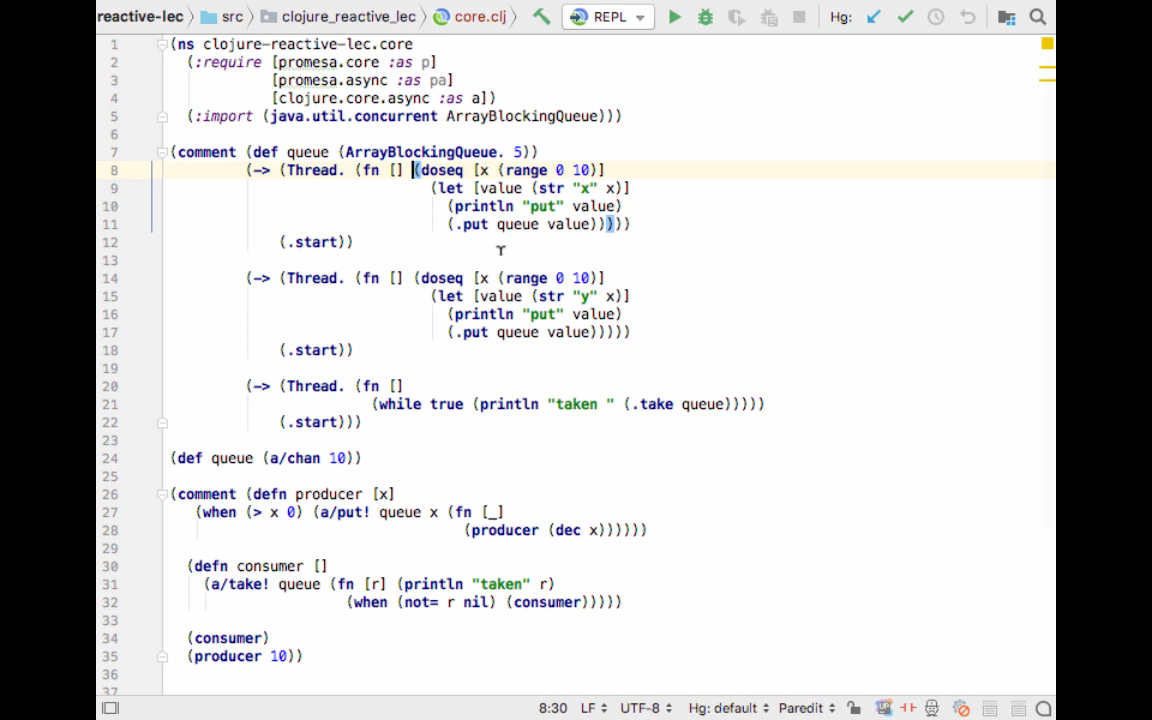 reactive-lec src clojure_reactive_lec core.clj REPL Hg:
1 (ns clojure-reactive-lec.core
2 (:require [promesa.core :as p]
3 [promesa.async :as pa]
4 [clojure.core.async :as a])
5 (:import (java.util.concurrent ArrayBlockingQueue)))
6
7 (comment (def queue (ArrayBlockingQueue. 5))
8 (-> (Thread. (fn [] (doseq [x (range 0 10)]
9 (let [value (str "x" x)]
10 (println "put" value)
11 (.put queue value)))))
12 (.start))
13
14 (-> (Thread. (fn [] (doseq [x (range 0 10)]
15 (let [value (str "y" x)]
16 (println "put" value)
17 (.put queue value)))))
18 (.start))
19
20 (-> (Thread. (fn []
21 (while true (println "taken " (.take queue)))))
22 (.start)))
23
24 (def queue (a/chan 10))
25
26 (comment (defn producer [x]
27 (when (> x 0) (a/put! queue x (fn [_]
28 (producer (dec x))))))
29
30 (defn consumer []
31 (a/take! queue (fn [r] (println "taken" r)
32 (when (not= r nil) (consumer)))))
33
34 (consumer)
35 (producer 10))
36
37
8:30 LF UTF-8 Hg: default Paredit